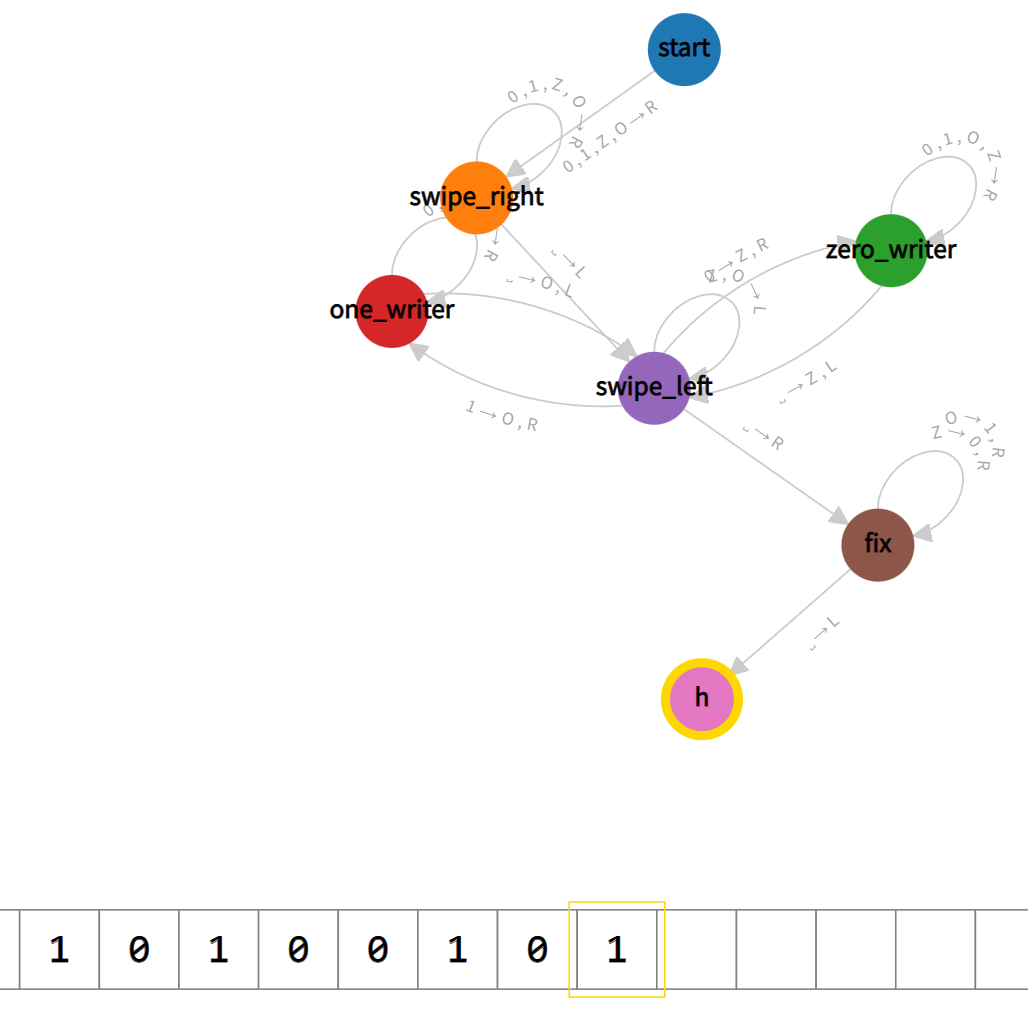 start
0,1,Z,O→R
0,1,Z,O→R
swipe_right
0,1,O,Z→R
zero_writer
␣→L
0→Z,R
Z,O→L
␣→O,L
one_writer
swipe_left
␣→Z,L
1→O,R
␣→R
O→1,R
Z→0,R
fix
␣→L
h
1 0 1 0 0 1 0 1